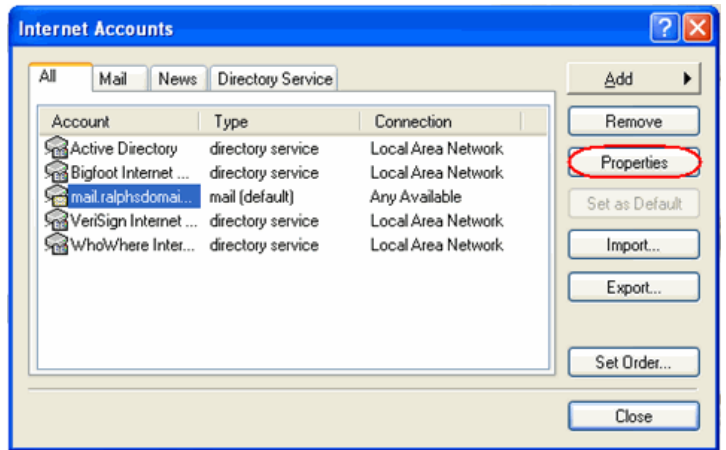 Internet Accounts
All Mail News Directory Service
Account Type Connection
Active Directory directory service Local Area Network
Bigfoot Internet ... directory service Local Area Network
mail.ralphsdomai... mail (default) Any Available
VeriSign Internet ... directory service Local Area Network
WhoWhere Inter... directory service Local Area Network
Add
Remove
Properties
Set as Default
Import...
Export...
Set Order...
Close